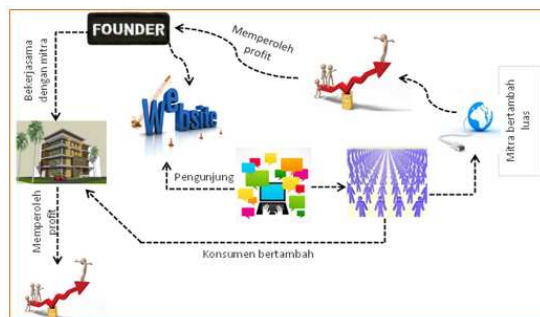 FOUNDER
Memperoleh
profit
Bekerjasama
dengan mitra
Website
Mitra bertambah
luas
Pengunjung
Memperoleh
profit
Konsumen bertambah